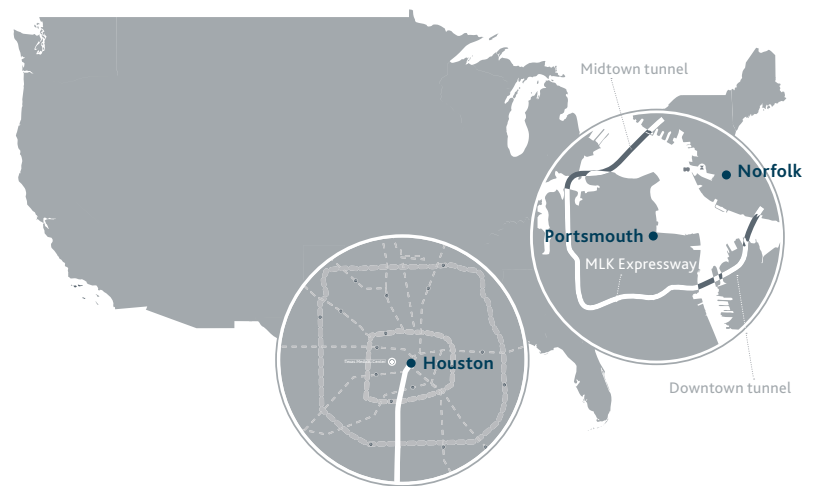 Midtown tunnel
Norfolk
Portsmouth
MLK Expressway
Houston
Downtown tunnel